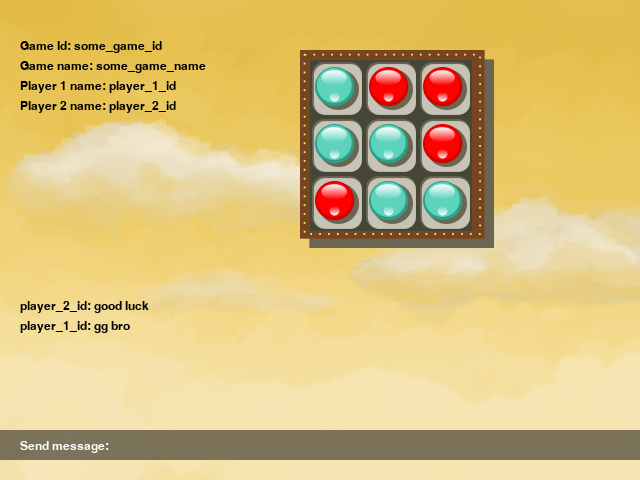 Game Id: some_game_id
Game name: some_game_name
Player 1 name: player_1_id
Player 2 name: player_2_id
player_2_id: good luck
player_1_id: gg bro
Send message: